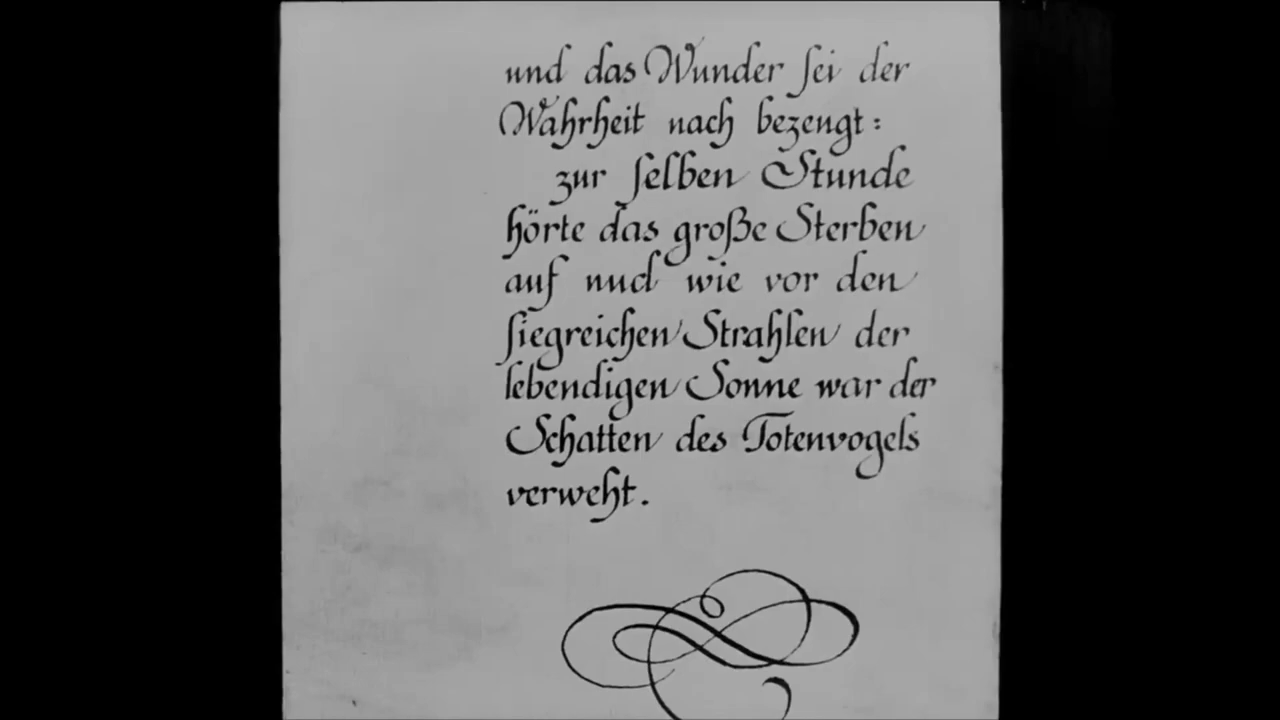 und das Wunder sei der
Wahrheit nach bezeugt:
zur selben Stunde
hörte das große Sterben
auf und wie vor den
siegreichen Strahlen der
lebendigen Sonne war der
Schatten des Totenvogels
verweht.